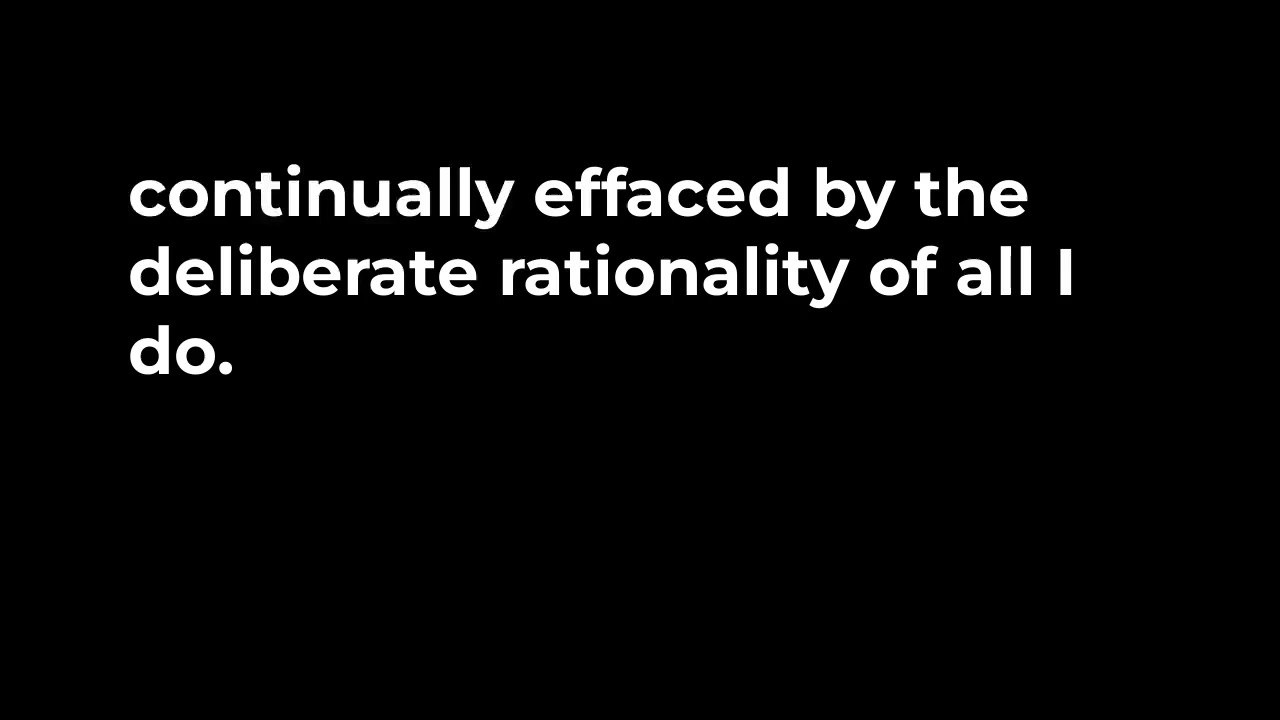 continually effaced by the
deliberate rationality of all I
do.